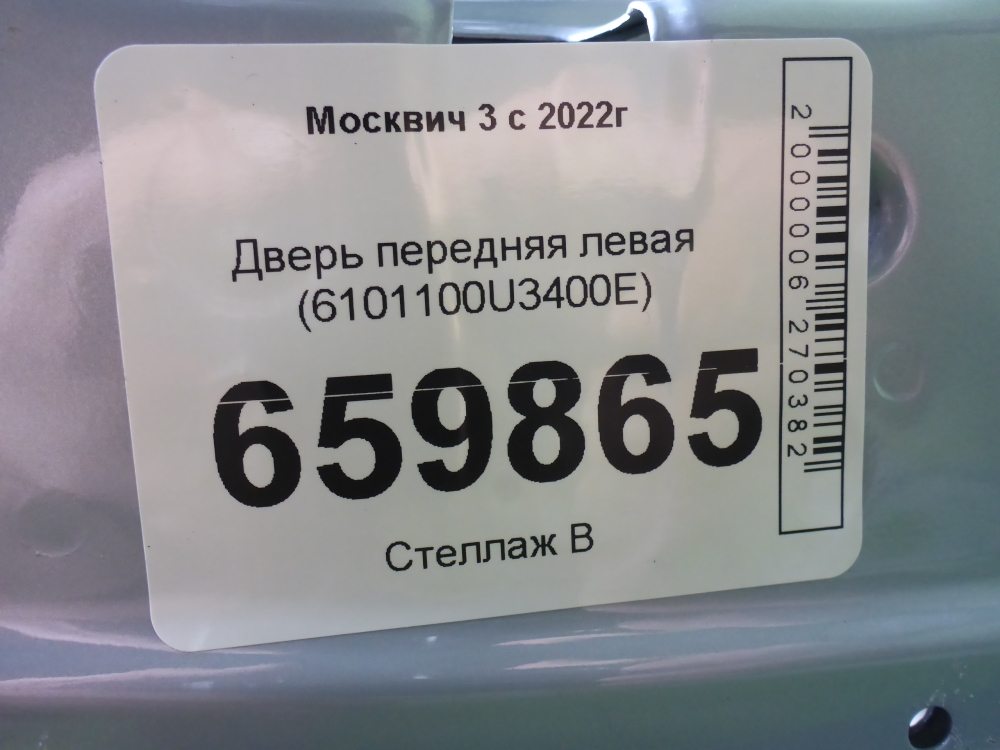 Москвич 3 с 2022г
Дверь передняя левая
(6101100U3400E)
659865
Стеллаж В
2000006270382